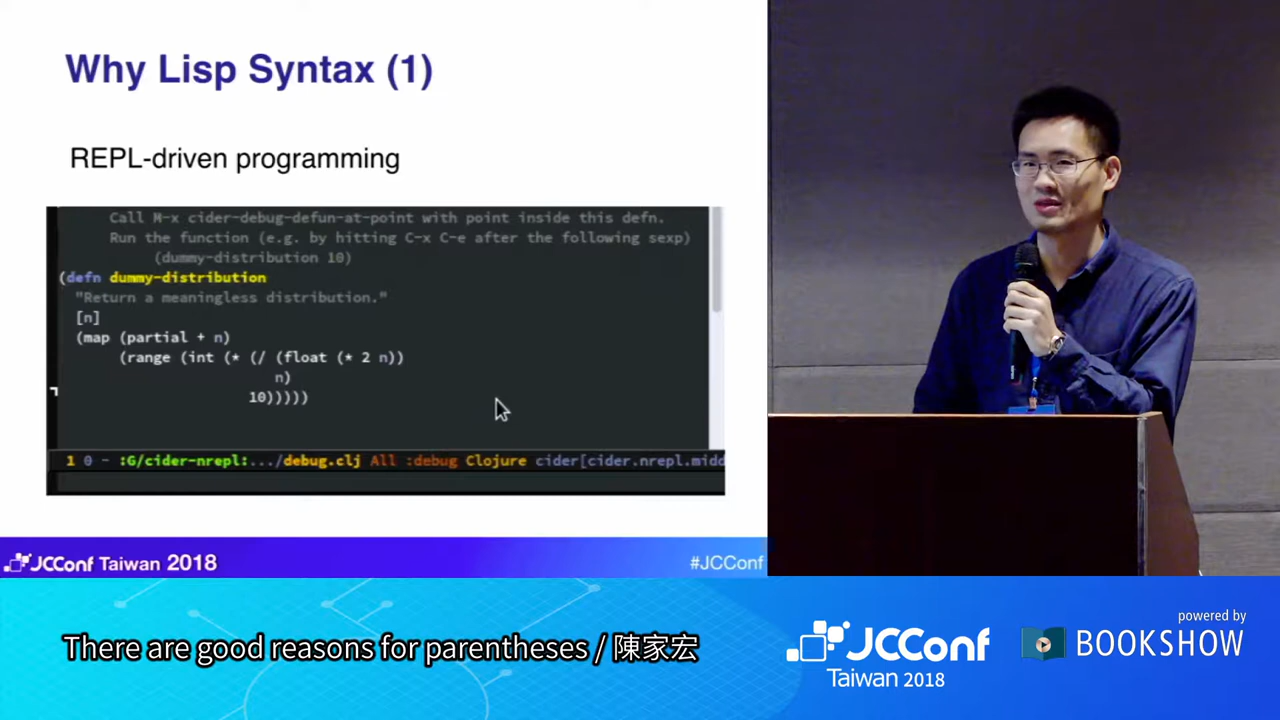 Why Lisp Syntax (1)
REPL-driven programming
Call M-x cider-debug-defun-at-point with point inside this defn.
Run the function (e.g. by hitting C-x C-e after the following sexp)
(dummy-distribution 10)
(defn dummy-distribution
"Return a meaningless distribution."
[n]
(map (partial + n)
(range (int (* (/ (float (* 2 n))
n)
10)))))
1 0 - :G/cider-nrepl:.../debug.clj All :debug Clojure cider[cider.nrepl.midd
JCConf Taiwan 2018
#JCConf
There are good reasons for parentheses / 陳家宏
JCConf
Taiwan 2018
powered by
BOOKSHOW